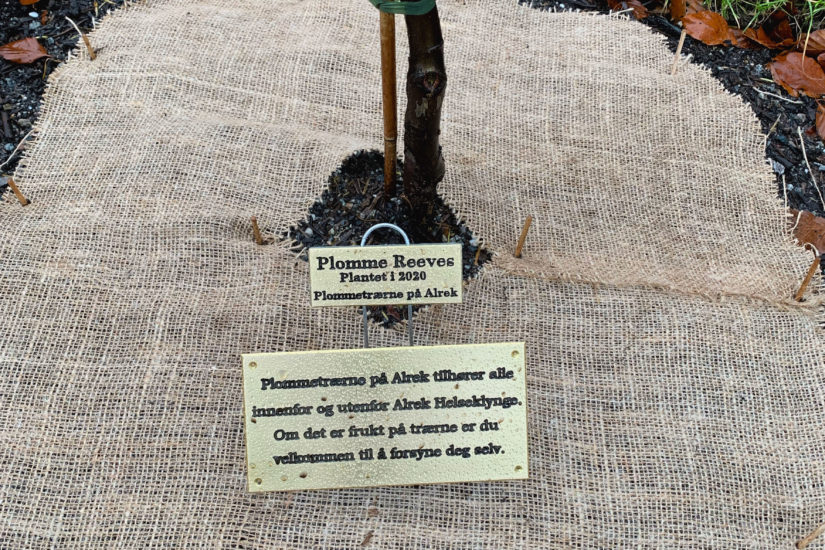 Plomme Reeves
Plantet i 2020
Plommetrærne på Alrek
Plommetrærne på Alrek tilhører alle
innenfor og utenfor Alrek Helseklynge.
Om det er frukt på trærne er du
velkommen til å forsyne deg selv.